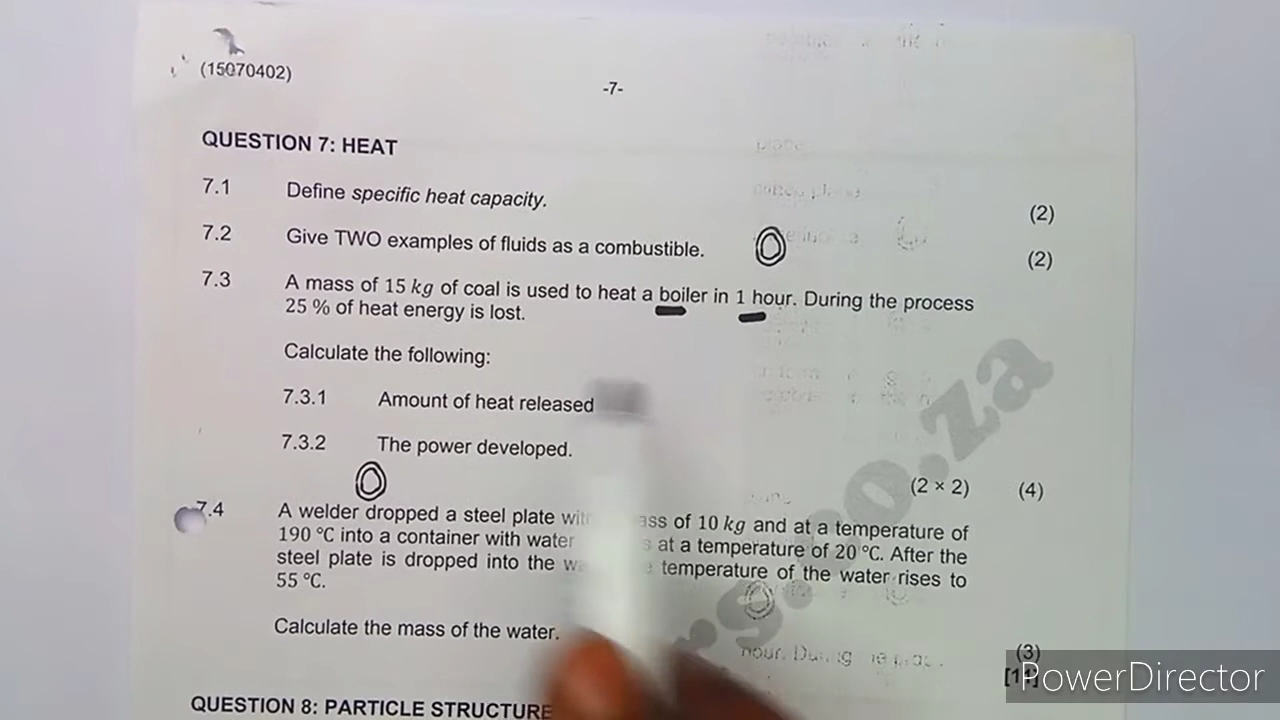 (15070402)
-7-
QUESTION 7: HEAT
7.1 Define specific heat capacity. (2)
7.2 Give TWO examples of fluids as a combustible. (2)
7.3 A mass of 15 kg of coal is used to heat a boiler in 1 hour. During the process
25 % of heat energy is lost.
Calculate the following:
7.3.1 Amount of heat released
7.3.2 The power developed.
(2 × 2) (4)
7.4 A welder dropped a steel plate of 10 kg and at a temperature of
190 °C into a container with water at a temperature of 20 °C. After the
steel plate is dropped into the temperature of the water rises to
55 °C.
Calculate the mass of the water.
(3)
PowerDirector
QUESTION 8: PARTICLE STRUCTURE